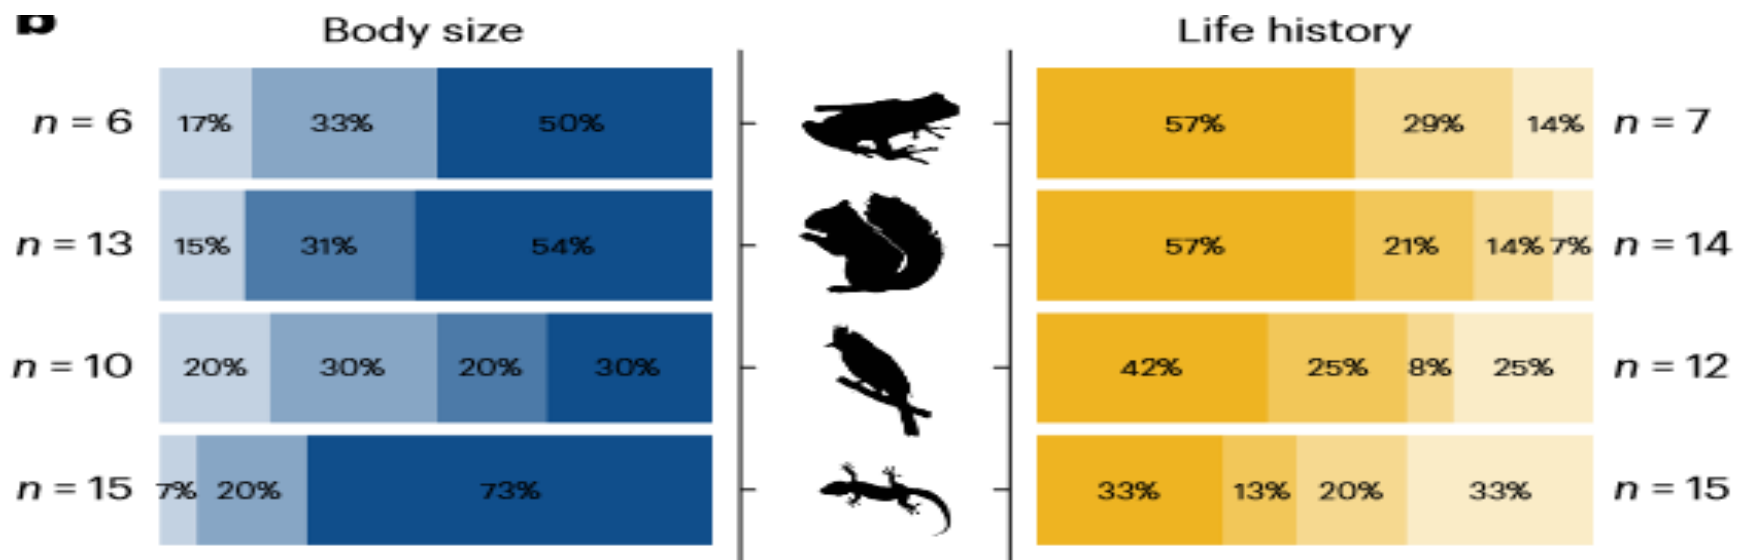 b
Body size Life history
n = 6 17% 33% 50% 57% 29% 14% n = 7
n = 13 15% 31% 54% 57% 21% 14% 7% n = 14
n = 10 20% 30% 20% 30% 42% 25% 8% 25% n = 12
n = 15 7% 20% 73% 33% 13% 20% 33% n = 15